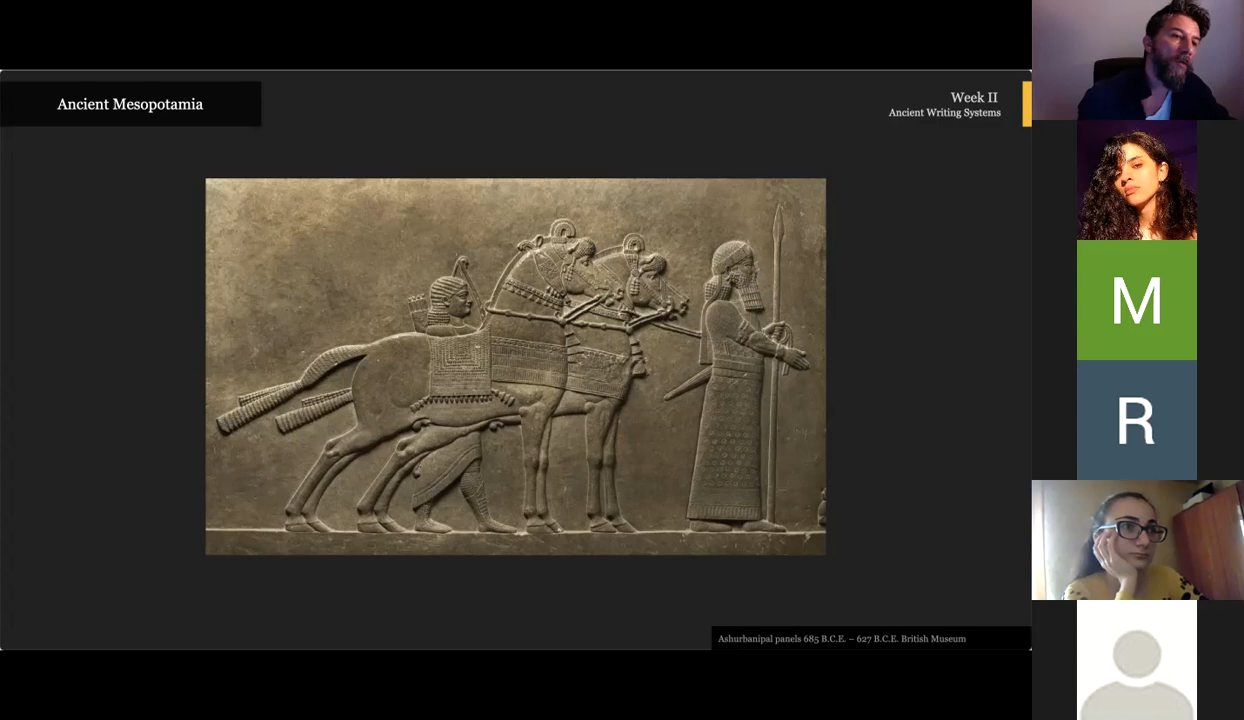 Ancient Mesopotamia
Week II
Ancient Writing Systems
M
R
Ashurbanipal panels 685 B.C.E. – 627 B.C.E. British Museum